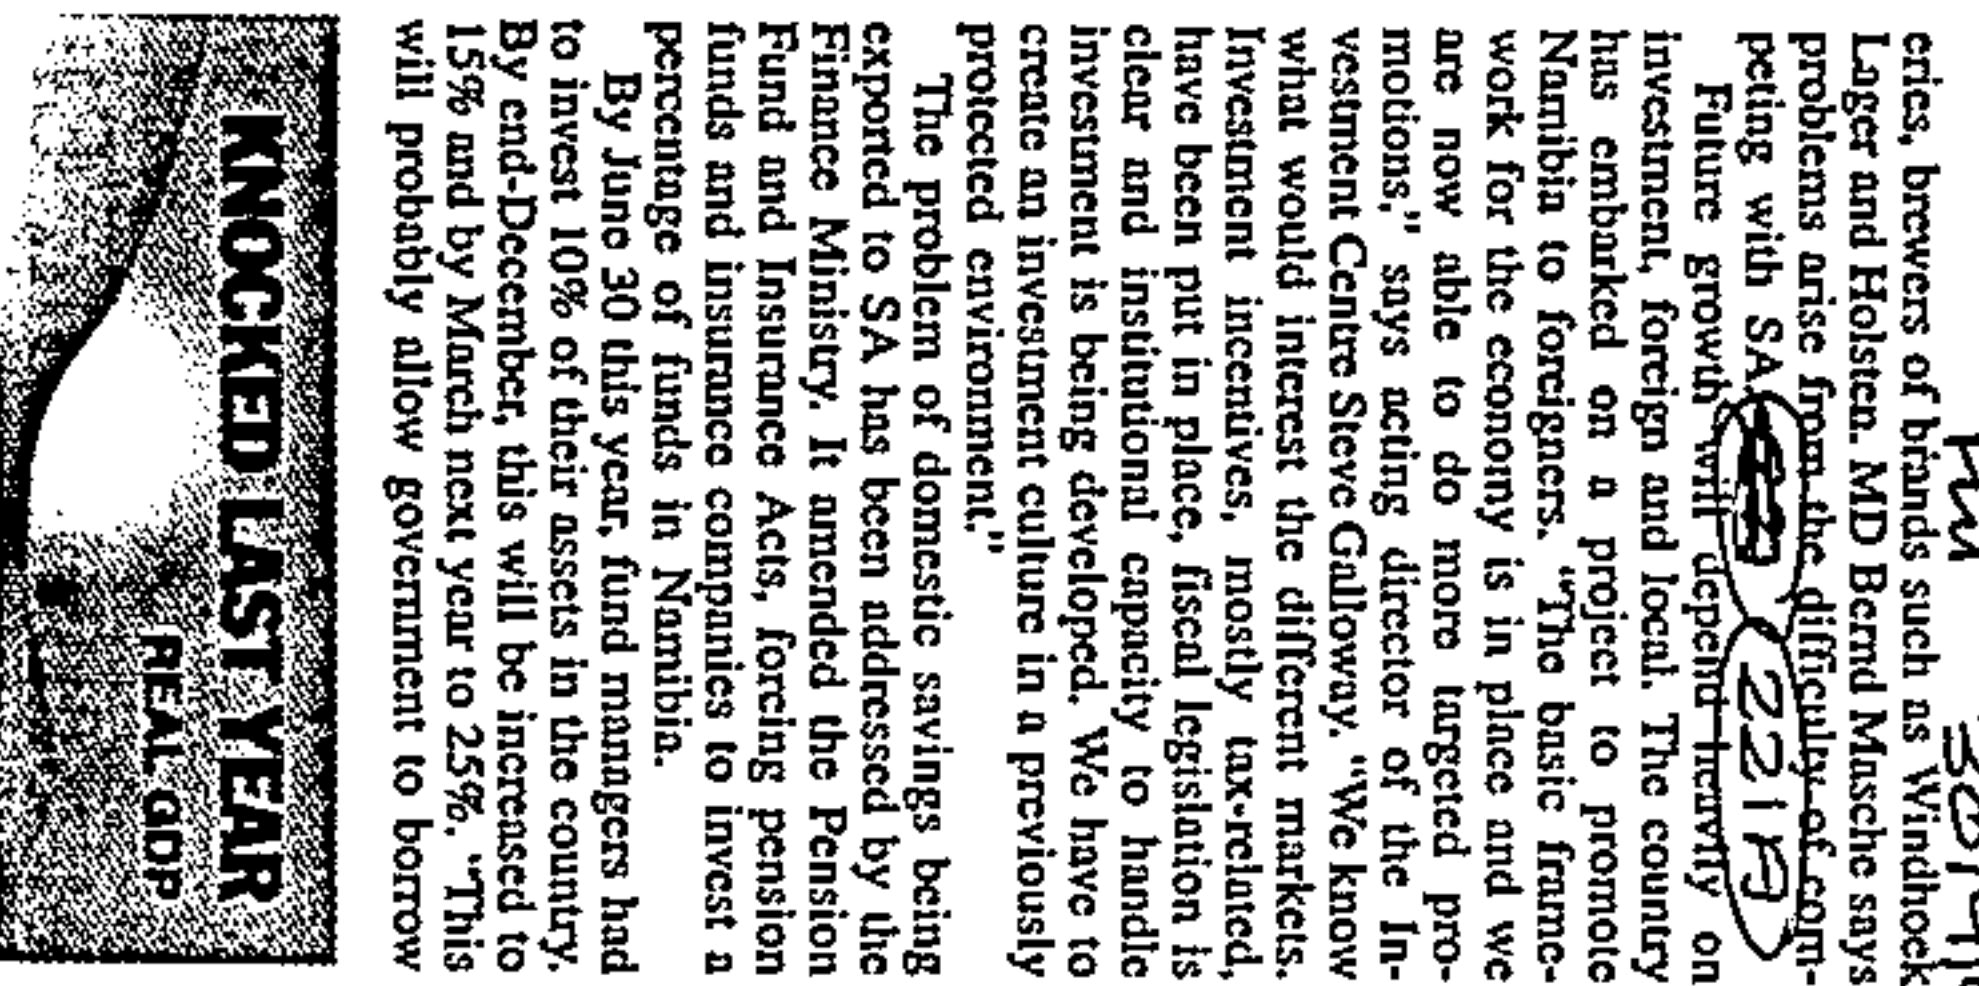 eries, brewers of brands such as Windhoek
Lager and Holsten. MD Bernd Masche says
problems arise from the difficulty of com-
peting with SA.
Future growth will depend heavily on
investment, foreign and local. The country
has embarked on a project to promote
Namibia to foreigners. "The basic frame-
work for the economy is in place and we
are now able to do more targeted pro-
motions," says acting director of the In-
vestment Centre Steve Galloway. "We know
what would interest the different markets.
Investment incentives, mostly tax-related,
have been put in place, fiscal legislation is
clear and institutional capacity to handle
investment is being developed. We have to
create an investment culture in a previously
protected environment."
The problem of domestic savings being
exported to SA has been addressed by the
Finance Ministry. It amended the Pension
Fund and Insurance Acts, forcing pension
funds and insurance companies to invest a
percentage of funds in Namibia.
By June 30 this year, fund managers had
to invest 10% of their assets in the country.
By end-December, this will be increased to
15% and by March next year to 25%. "This
will probably allow government to borrow
221A
KNOCKED LAST YEAR
REAL GDP